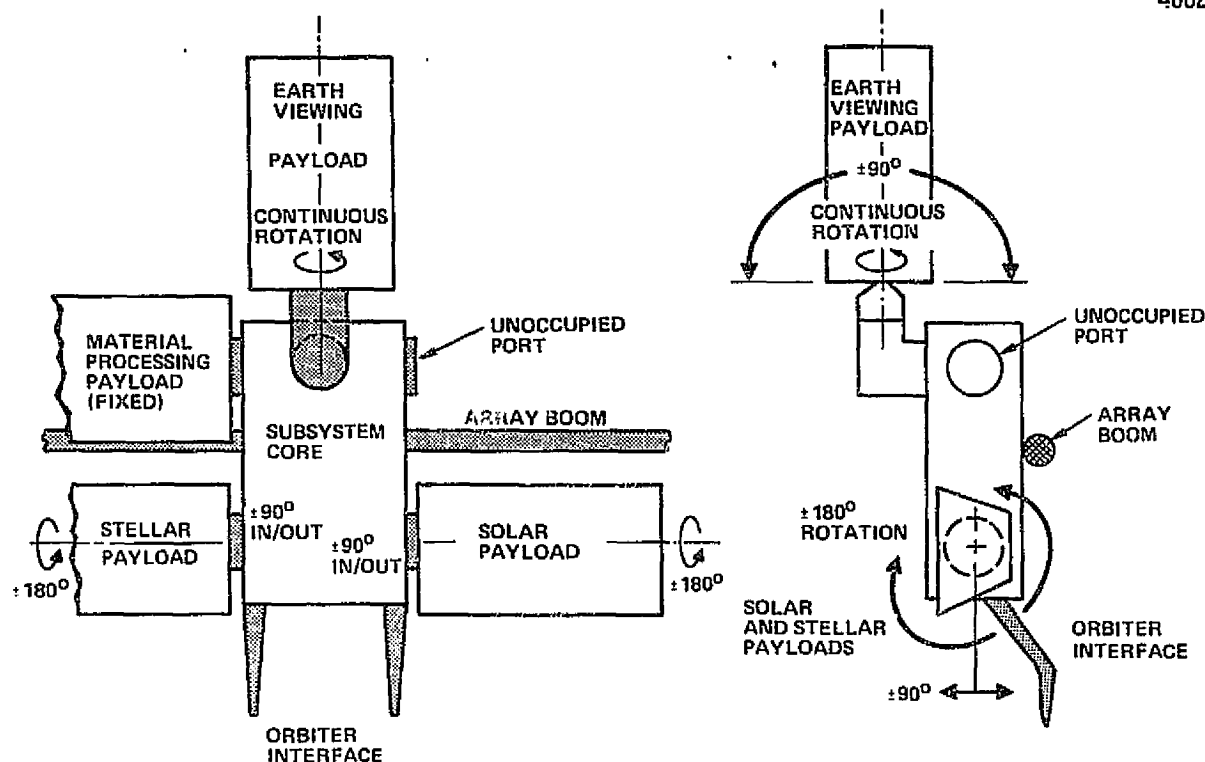 EARTH
VIEWING
PAYLOAD
CONTINUOUS
ROTATION
MATERIAL
PROCESSING
PAYLOAD
(FIXED)
UNOCCUPIED
PORT
ARRAY BOOM
SUBSYSTEM
CORE
±90°
IN/OUT
±90°
IN/OUT
STELLAR
PAYLOAD
±180°
SOLAR
PAYLOAD
±180°
ORBITER
INTERFACE
EARTH
VIEWING
PAYLOAD
±90°
CONTINUOUS
ROTATION
UNOCCUPIED
PORT
ARRAY
BOOM
±180°
ROTATION
SOLAR
AND STELLAR
PAYLOADS
ORBITER
INTERFACE
±90°